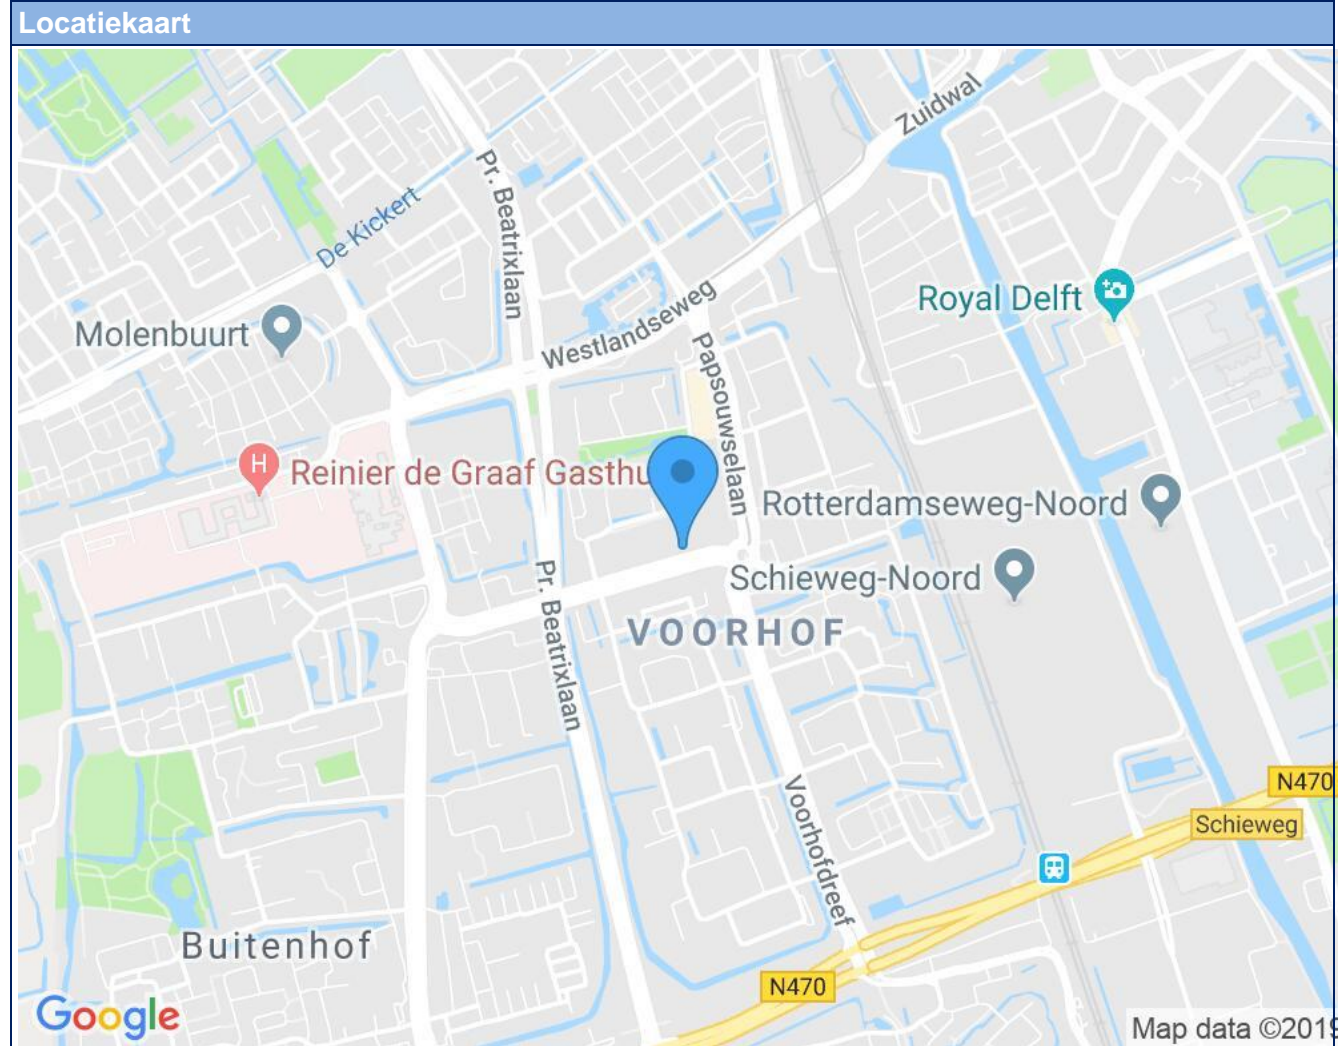 Locatiekaart
Zuidwal
Pr. Beatrixlaan
De Kickert
Royal Delft
Westlandseweg
Molenbuurt
Papsouwselaan
H
Reinier de Graaf Gasthu
Rotterdamseweg-Noord
Schieweg-Noord
Pr. Beatrixlaan
VOORHOF
N470
Schieweg
Voorhofdreef
Buitenhof
N470
Google
Map data ©2019